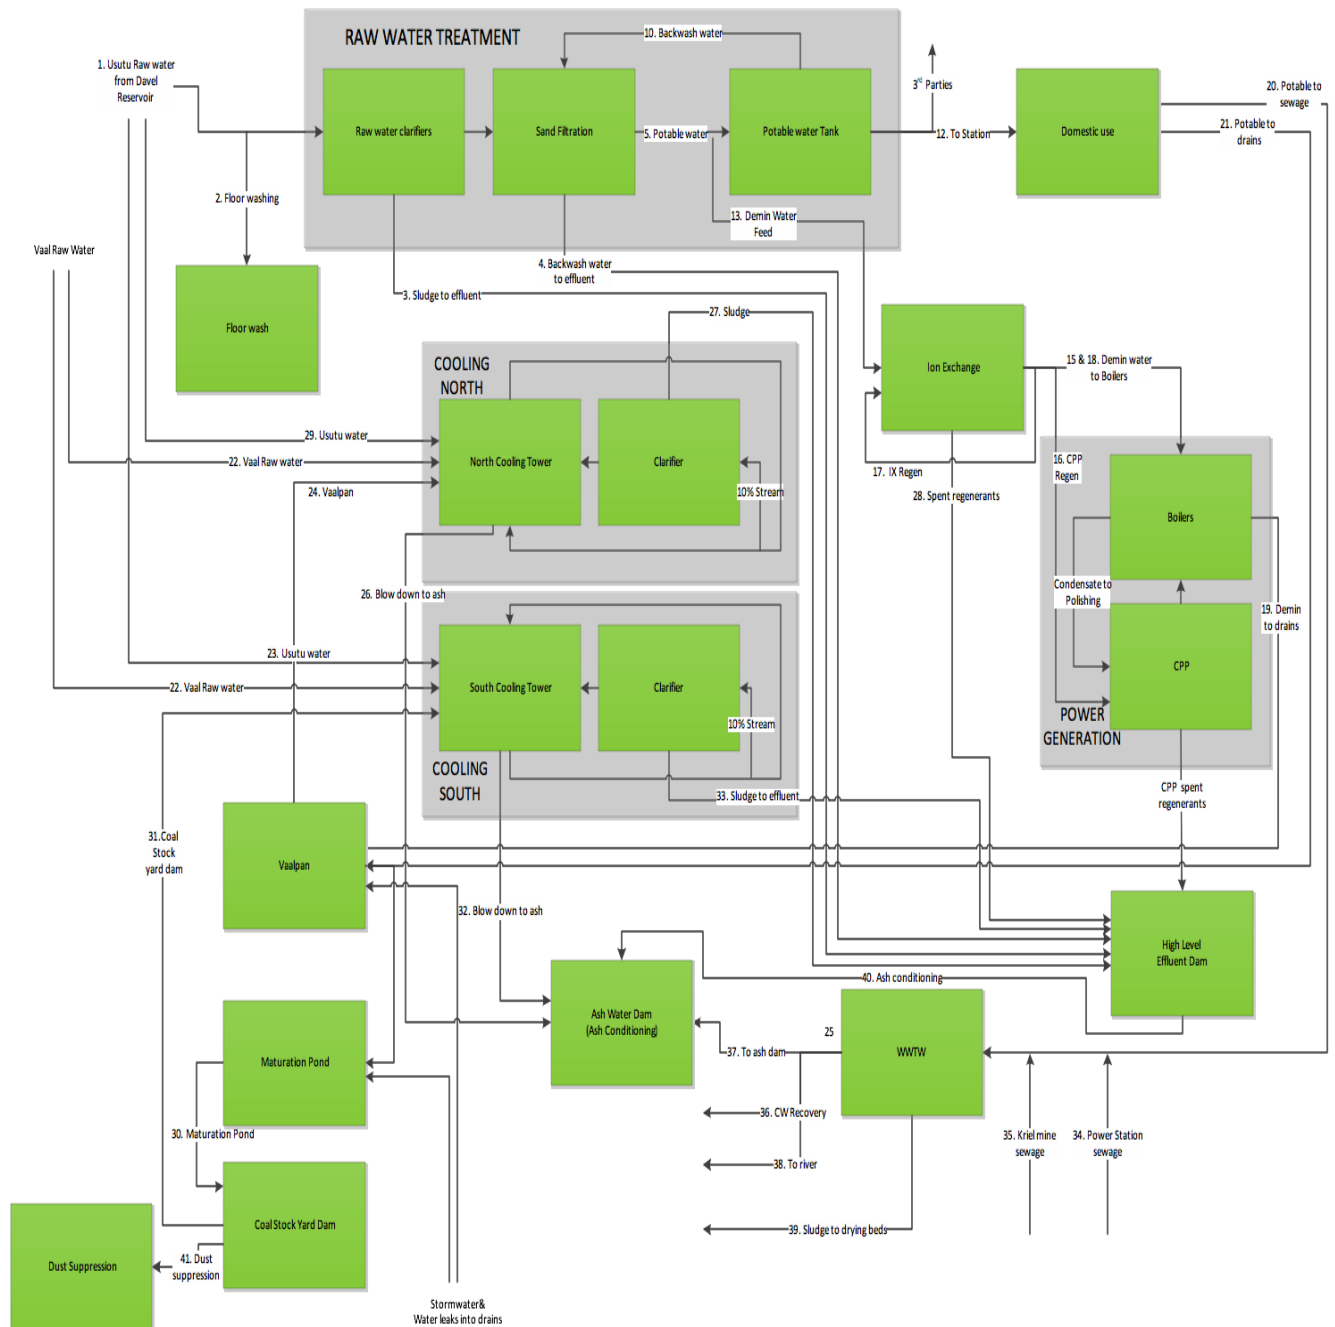 RAW WATER TREATMENT
10. Backwash water
1. Usutu Raw water
from Davel
Reservoir
3rd Parties
20. Potable to
sewage
Raw water clarifiers
Sand Filtration
5. Potable water
Potable water Tank
12. To Station
Domestic use
21. Potable to
drains
2. Floor washing
13. Demin Water
Feed
Vaal Raw Water
4. Backwash water
to effluent
3. Sludge to effluent
27. Sludge
Floor wash
COOLING
NORTH
Ion Exchange
15 & 18. Demin water
to Boilers
29. Usutu water
22. Vaal Raw water
North Cooling Tower
Clarifier
24. Vaalpan
10% Stream
17. IX Regen
16. CPP
Regen
28. Spent regenerants
Boilers
Condensate to
Polishing
26. Blow down to ash
19. Demin
to drains
23. Usutu water
CPP
22. Vaal Raw water
South Cooling Tower
Clarifier
10% Stream
POWER
GENERATION
COOLING
SOUTH
33. Sludge to effluent
CPP spent
regenerants
31.Coal
Stock
yard dam
Vaalpan
32. Blow down to ash
High Level
Effluent Dam
40. Ash conditioning
Ash Water Dam
(Ash Conditioning)
25
WWTW
37. To ash dam
Maturation Pond
36. CW Recovery
30. Maturation Pond
35. Kriel mine
sewage
34. Power Station
sewage
38. To river
Coal Stock Yard Dam
39. Sludge to drying beds
Dust Suppression
41. Dust
suppression
Stormwater&
Water leaks into drains